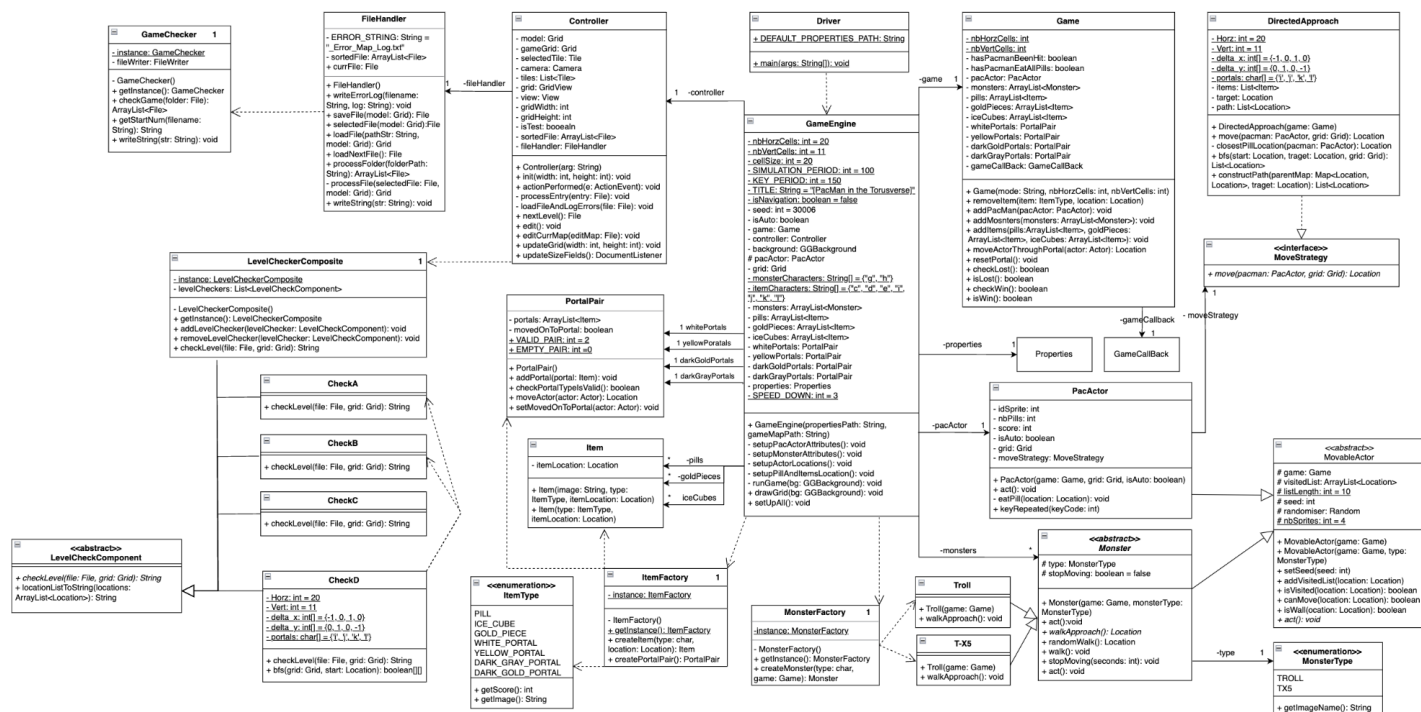 GameChecker 1
- instance: GameChecker
- fileWriter: FileWriter
- GameChecker()
+ getInstance(): GameChecker
+ checkGame(folder: File):
ArrayList<File>
+ getStartNum(filename:
String): String
+ writeString(str: String): void
FileHandler
- ERROR_STRING: String =
"_Error_Map_Log.txt"
- sortedFile: ArrayList<File>
+ currFile: File
+ FileHandler()
+ writeErrorLog(filename:
String, log: String): void
+ saveFile(model: Grid): File
+ selectedFile(model: Grid):File
+ loadFile(pathStr: String,
model: Grid): Grid
+ loadNextFile(): File
+ processFolder(folderPath:
String): ArrayList<File>
- processFile(selectedFile: File,
model: Grid): Grid
+ writeString(str: String): void
1 -fileHandler
Controller
- model: Grid
- gameGrid: Grid
- selectedTile: Tile
- camera: Camera
- tiles: List<Tile>
- grid: GridView
- view: View
- gridWidth: int
- gridHeight: int
- isTest: booealn
- sortedFile: ArrayList<File>
- fileHandler: FileHandler
+ Controller(arg: String)
+ init(width: int, height: int): void
+ actionPerformed(e: ActionEvent): void
- processEntry(entry: File): void
- loadFileAndLogErrors(file: File): void
+ nextLevel(): File
+ edit(): void
+ editCurrMap(editMap: File): void
+ updateGrid(width: int, height: int): void
+ updateSizeFields(): DocumentListener
1 -controller
Driver
+ DEFAULT_PROPERTIES_PATH: String
+ main(args: String[]): void
-game 1
GameEngine
- nbHorzCells: int = 20
- nbVertCells: int = 11
- cellSize: int = 20
- SIMULATION_PERIOD: int = 100
- KEY_PERIOD: int = 150
- TITLE: String = "[PacMan in the Torusverse]"
- isNavigation: boolean = false
- seed: int = 30006
- isAuto: boolean
- game: Game
- controller: Controller
- background: GGBackground
# pacActor: PacActor
- grid: Grid
- monsterCharacters: String[] = {"g", "h"}
- itemCharacters: String[] = {"c", "d", "e", "i",
"j", "k", "l"}
- monsters: ArrayList<Monster>
- pills: ArrayList<Item>
- goldPieces: ArrayList<Item>
- iceCubes: ArrayList<Item>
- whitePortals: PortalPair
- yellowPortals: PortalPair
- darkGoldPortals: PortalPair
- darkGrayPortals: PortalPair
- properties: Properties
- SPEED_DOWN: int = 3
+ GameEngine(propertiesPath: String,
gameMapPath: String)
- setupPacActorAttributes(): void
- setupMonsterAttributes(): void
- setupActorLocations(): void
- setupPillAndItemsLocation(): void
- runGame(bg: GGBackground): void
+ drawGrid(bg: GGBackground): void
+ setUpAll(): void
Game
- nbHorzCells: int
- nbVertCells: int
- hasPacmanBeenHit: boolean
- hasPacmanEatAllPills: boolean
- pacActor: PacActor
- monsters: ArrayList<Monster>
- pills: ArrayList<Item>
- goldPieces: ArrayList<Item>
- iceCubes: ArrayList<Item>
- whitePortals: PortalPair
- yellowPortals: PortalPair
- darkGoldPortals: PortalPair
- darkGrayPortals: PortalPair
- gameCallBack: GameCallBack
+ Game(mode: String, nbHorzCells: int, nbVertCells: int)
+ removeItem(item: ItemType, location: Location)
+ addPacMan(pacActor: PacActor): void
+ addMosnters(monsters: ArrayList<Monster>): void
+ addItems(pills:ArrayList<Item>, goldPieces:
ArrayList<Item>, iceCubes: ArrayList<Item>): void
+ moveActorThroughPortal(actor: Actor): Location
- resetPortal(): void
+ checkLost(): boolean
+ isLost(): boolean
+ checkWin(): boolean
+ isWin(): boolean
DirectedApproach
- Horz: int = 20
- Vert: int = 11
- delta_x: int[] = {-1, 0, 1, 0}
- delta_y: int[] = {0, 1, 0, -1}
- portals: char[] = {'i', 'j', 'k', 'l'}
- items: List<Item>
- target: Location
- path: List<Location>
+ DirectedApproach(game: Game)
+ move(pacman: PacActor, grid: Grid): Location
- closestPillLocation(pacman: PacActor): Location
+ bfs(start: Location, traget: Location, grid: Grid):
List<Location>
+ constructPath(parentMap: Map<Location,
Location>, traget: Location): List<Location>
<<interface>>
MoveStrategy
+ move(pacman: PacActor, grid: Grid): Location
1
- moveStrategy
-gameCallback
1
-properties 1
Properties
GameCallBack
LevelCheckerComposite 1
- instance: LevelCheckerComposite
- levelCheckers: List<LevelCheckComponent>
- LevelCheckerComposite()
+ getInstance(): LevelCheckerComposite
+ addLevelChecker(levelChecker: LevelCheckComponent): void
+ removeLevelChecker(levelChecker: LevelCheckComponent): void
+ checkLevel(file: File, grid: Grid): String
PortalPair
- portals: ArrayList<Item>
- movedOnToPortal: boolean
+ VALID_PAIR: int = 2
+ EMPTY_PAIR: int =0
+ PortalPair()
+ addPortal(portal: Item): void
+ checkPortalTypeIsValid(): boolean
+ moveActor(actor: Actor): Location
+ setMovedOnToPortal(actor: Actor): void
1 whitePortals
1 yellowPoratals
1 darkGoldPortals
1 darkGrayPortals
CheckA
+ checkLevel(file: File, grid: Grid): String
CheckB
+ checkLevel(file: File, grid: Grid): String
CheckC
+ checkLevel(file: File, grid: Grid): String
CheckD
- Horz: int = 20
- Vert: int = 11
- delta_x: int[] = {-1, 0, 1, 0}
- delta_y: int[] = {0, 1, 0, -1}
- portals: char[] = {'i', 'j', 'k', 'l'}
+ checkLevel(file: File, grid: Grid): String
+ bfs(grid: Grid, start: Location): boolean[][]
<<abstract>>
LevelCheckComponent
+ checkLevel(file: File, grid: Grid): String
+ locationListToString(locations:
ArrayList<Location>): String
Item
- itemLocation: Location
+ Item(image: String, type:
ItemType, itemLocation: Location)
+ Item(type: ItemType,
itemLocation: Location)
* -pills
* -goldPieces
* iceCubes
<<enumeration>>
ItemType
PILL
ICE_CUBE
GOLD_PIECE
WHITE_PORTAL
YELLOW_PORTAL
DARK_GRAY_PORTAL
DARK_GOLD_PORTAL
+ getScore(): int
+ getImage(): String
ItemFactory 1
- instance: ItemFactory
- ItemFactory()
+ getInstance(): ItemFactory
+ createItem(type: char,
location: Location): Item
+ createPortalPair(): PortalPair
MonsterFactory 1
-instance: MonsterFactory
- MonsterFactory()
+ getInstance(): MonsterFactory
+ createMonster(type: char,
game: Game): Monster
-pacActor 1
PacActor
- idSprite: int
- nbPills: int
- score: int
- isAuto: boolean
- grid: Grid
- moveStrategy: MoveStrategy
+ PacActor(game: Game, grid: Grid, isAuto: boolean)
+ act(): void
- eatPill(location: Location): void
+ keyRepeated(keyCode: int)
<<abstract>>
MovableActor
# game: Game
# visitedList: ArrayList<Location>
# listLength: int = 10
# seed: int
# randomiser: Random
# nbSprites: int = 4
+ MovableActor(game: Game)
+ MovableActor(game: Game, type:
MonsterType)
+ setSeed(seed: int)
+ addVisitedList(location: Location)
+ isVisited(location: Location): boolean
+ canMove(location: Location): boolean
+ isWall(location: Location): boolean
+ act(): void
-monsters *
<<abstract>>
Monster
# type: MonsterType
# stopMoving: boolean = false
+ Monster(game: Game, monsterType:
MonsterType)
+ act():void
+ walkApproach(): Location
+ randomWalk(): Location
+ walk(): void
+ stopMoving(seconds: int): void
+ act(): void
Troll
+ Troll(game: Game)
+ walkApproach(): void
T-X5
+ Troll(game: Game)
+ walkApproach(): void
-type 1
<<enumeration>>
MonsterType
TROLL
TX5
+ getImageName(): String